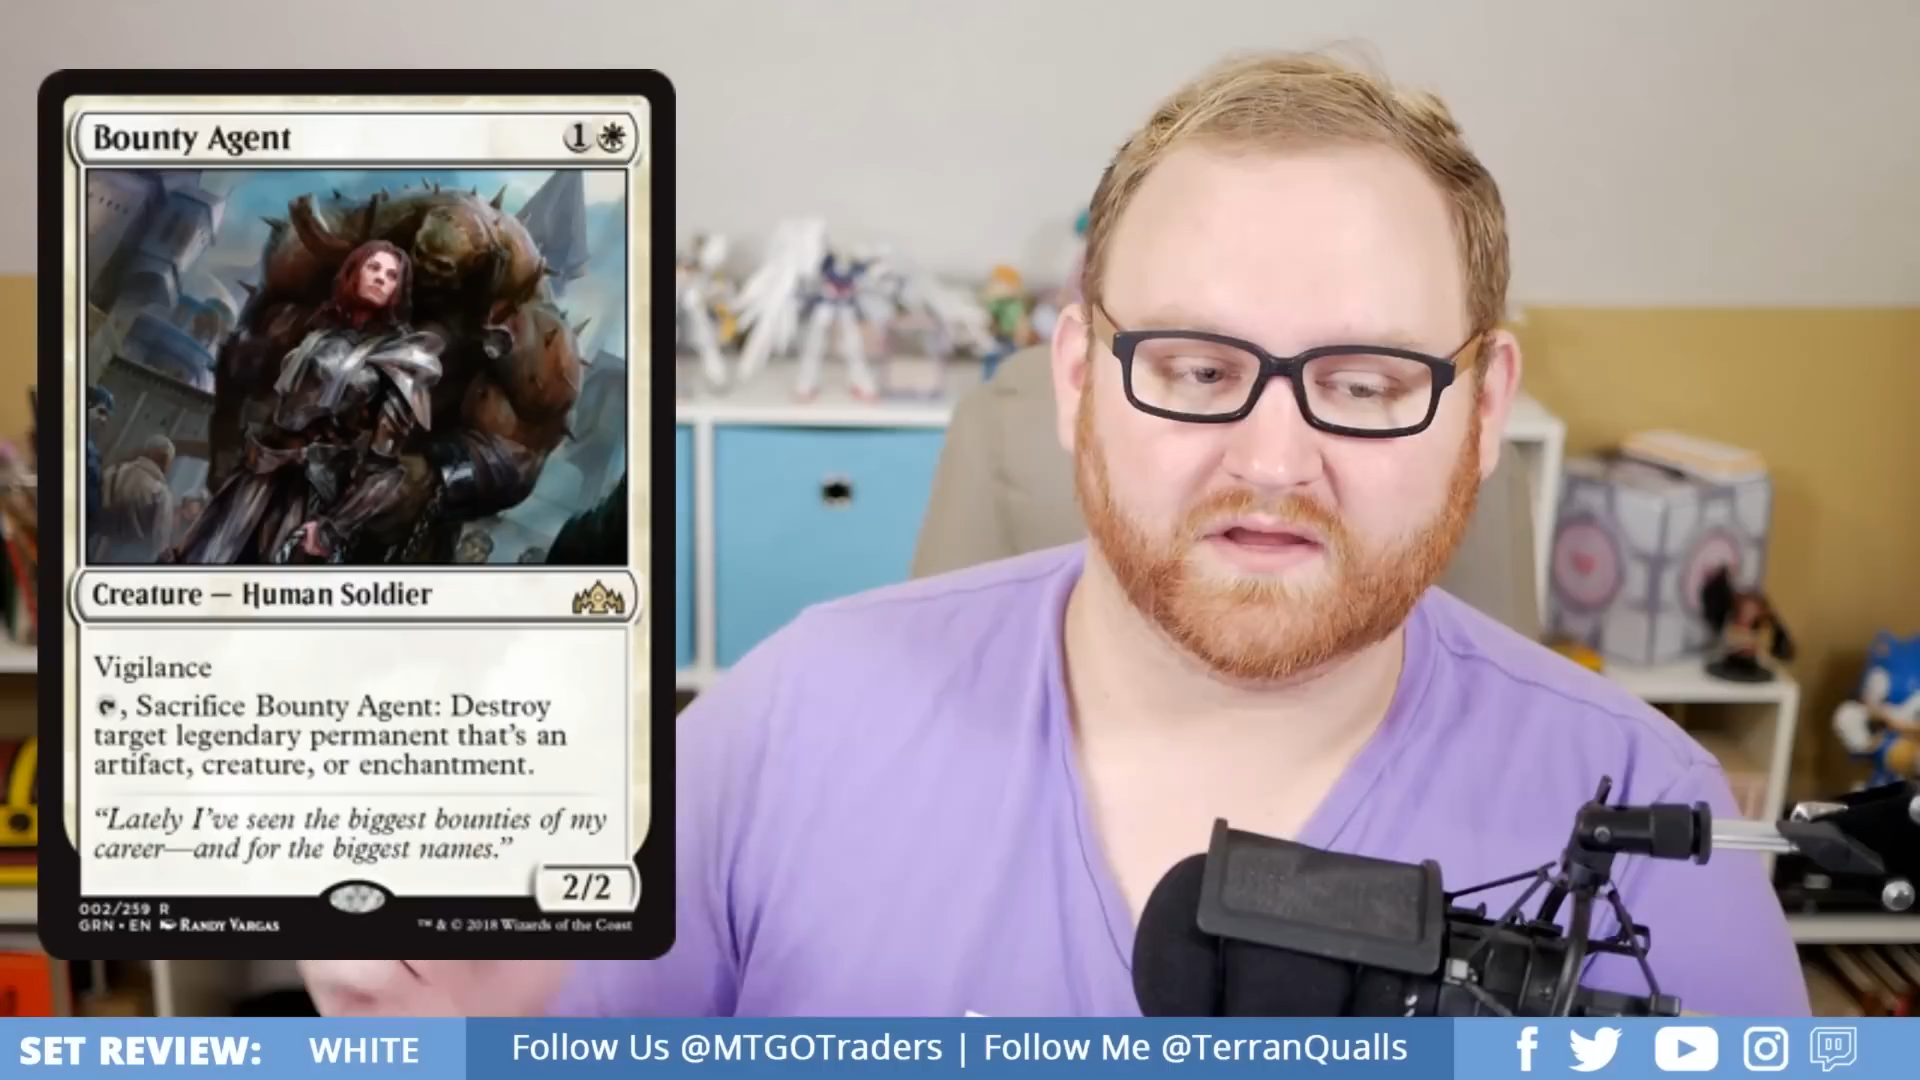 Bounty Agent 1
Creature — Human Soldier
Vigilance
, Sacrifice Bounty Agent: Destroy
target legendary permanent that's an
artifact, creature, or enchantment.
“Lately I've seen the biggest bounties of my
career—and for the biggest names.”
2/2
002/259 R
GRN • EN RANDY VARGAS
™ & © 2018 Wizards of the Coast
SET REVIEW: WHITE Follow Us @MTGOTraders | Follow Me @TerranQualls